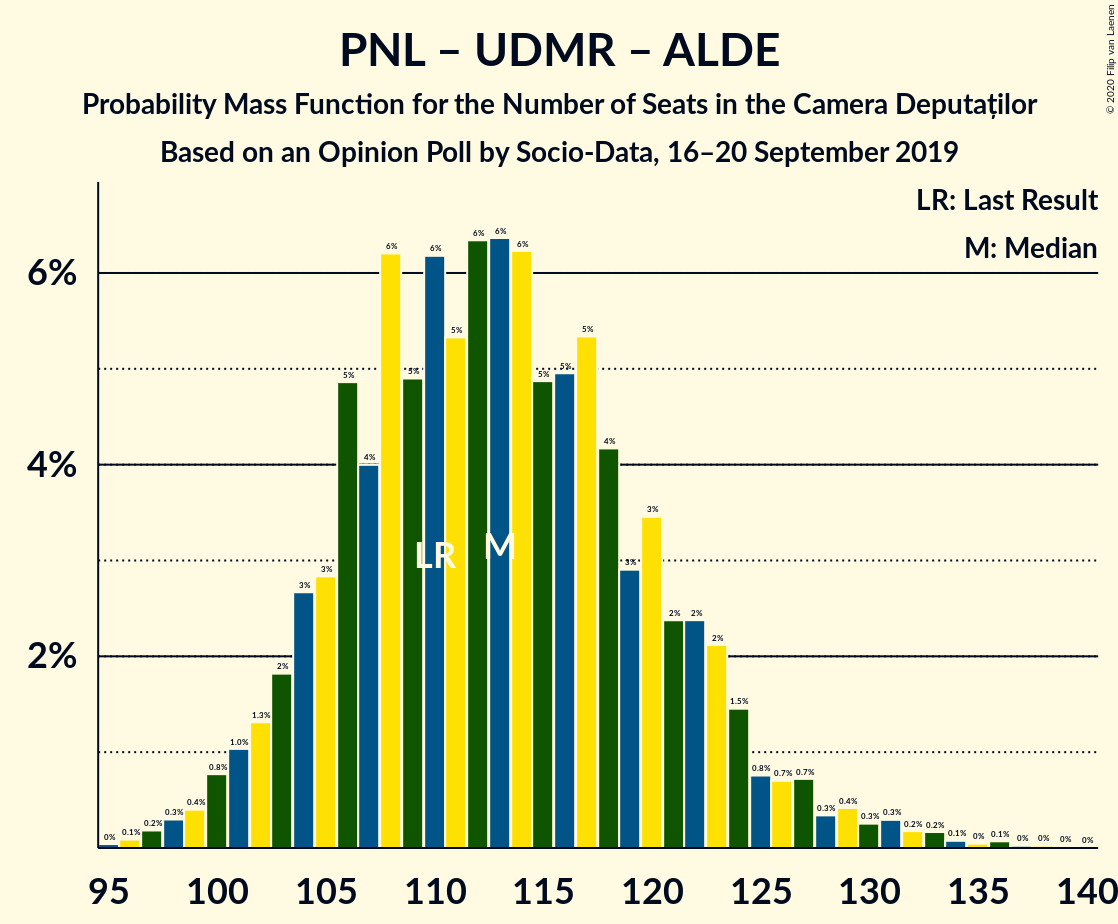 PNL – UDMR – ALDE
Probability Mass Function for the Number of Seats in the Camera Deputaților
Based on an Opinion Poll by Socio-Data, 16–20 September 2019
© 2020 Filip van Laenen
LR: Last Result
M: Median
6%
4%
2%
0% 0.1% 0.2% 0.3% 0.4% 0.8% 1.0% 1.3% 2% 3% 3% 5% 4% 6% 5% 6% 5% 6% 6% 6% 5% 5% 5% 4% 3% 3% 2% 2% 2% 1.5% 0.8% 0.7% 0.7% 0.3% 0.4% 0.3% 0.3% 0.2% 0.2% 0.1% 0% 0.1% 0% 0% 0% 0%
LR M
95 100 105 110 115 120 125 130 135 140